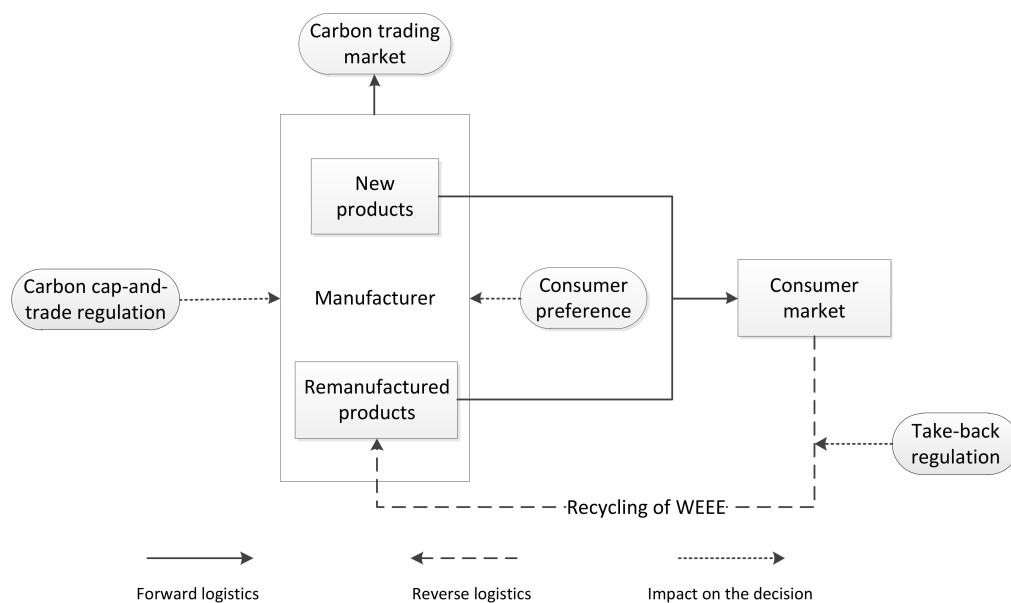 Carbon trading
market
New
products
Carbon cap-and-
trade regulation
Manufacturer
Consumer
preference
Consumer
market
Remanufactured
products
Take-back
regulation
Recycling of WEEE
Forward logistics
Reverse logistics
Impact on the decision